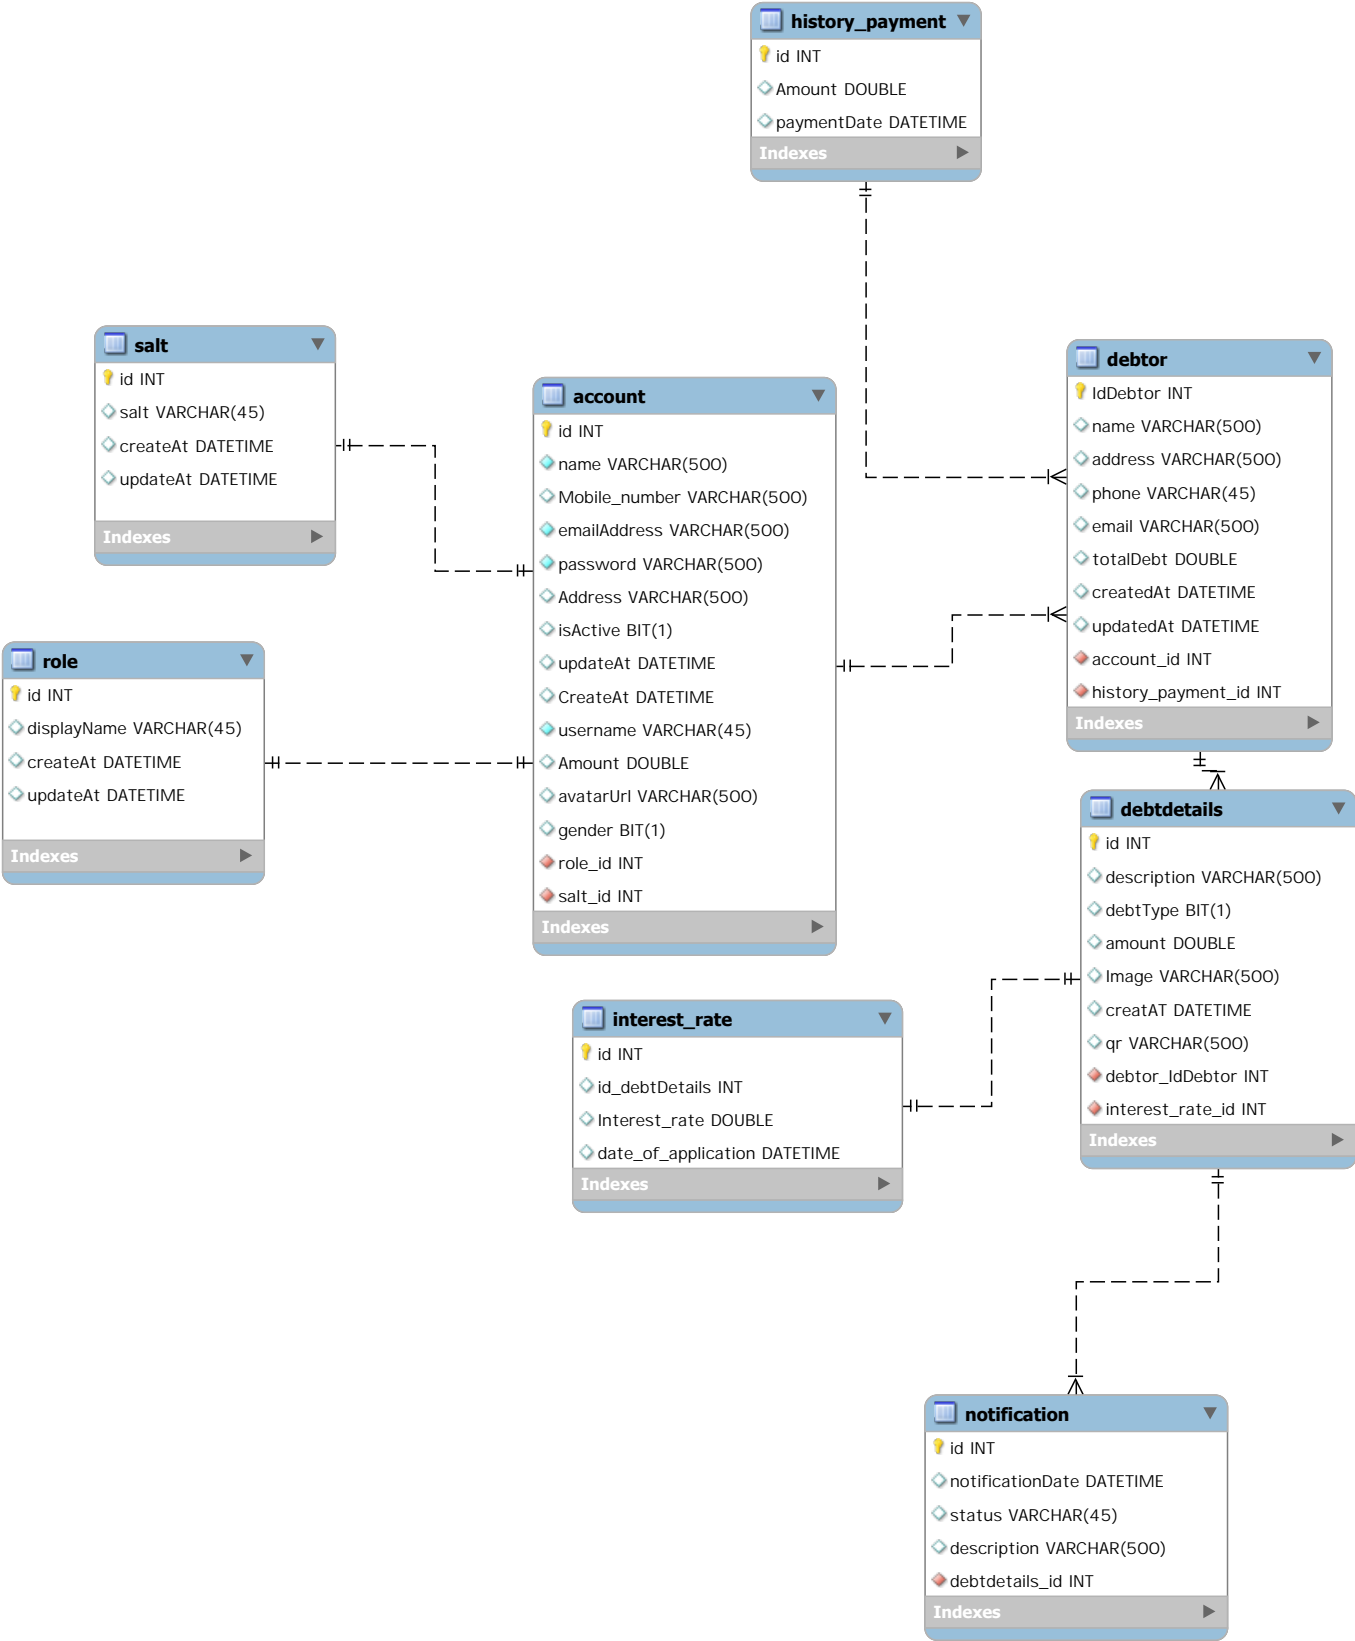 history_payment
id INT
Amount DOUBLE
paymentDate DATETIME
Indexes
salt
id INT
salt VARCHAR(45)
createAt DATETIME
updateAt DATETIME
Indexes
account
id INT
name VARCHAR(500)
Mobile_number VARCHAR(500)
emailAddress VARCHAR(500)
password VARCHAR(500)
Address VARCHAR(500)
isActive BIT(1)
updateAt DATETIME
CreateAt DATETIME
username VARCHAR(45)
Amount DOUBLE
avatarUrl VARCHAR(500)
gender BIT(1)
role_id INT
salt_id INT
Indexes
debtor
IdDebtor INT
name VARCHAR(500)
address VARCHAR(500)
phone VARCHAR(45)
email VARCHAR(500)
totalDebt DOUBLE
createdAt DATETIME
updatedAt DATETIME
account_id INT
history_payment_id INT
Indexes
role
id INT
displayName VARCHAR(45)
createAt DATETIME
updateAt DATETIME
Indexes
debtdetails
id INT
description VARCHAR(500)
debtType BIT(1)
amount DOUBLE
Image VARCHAR(500)
creatAT DATETIME
qr VARCHAR(500)
debtor_IdDebtor INT
interest_rate_id INT
Indexes
interest_rate
id INT
id_debtDetails INT
Interest_rate DOUBLE
date_of_application DATETIME
Indexes
notification
id INT
notificationDate DATETIME
status VARCHAR(45)
description VARCHAR(500)
debtdetails_id INT
Indexes